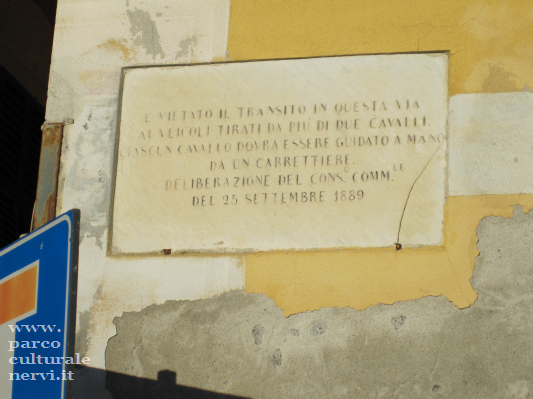 È VIETATO IL TRANSITO IN QUESTA VIA
AI VEICOLI TIRATI DA PIÙ DI DUE CAVALLI.
CIASCUN CAVALLO DOVRA ESSERE GUIDATO A MANO
DA UN CARRETTIERE.
DELIBERAZIONE DEL CONS.O COMM.LE
DEL 25 SETTEMBRE 1889
www.
parco
culturale
nervi.it